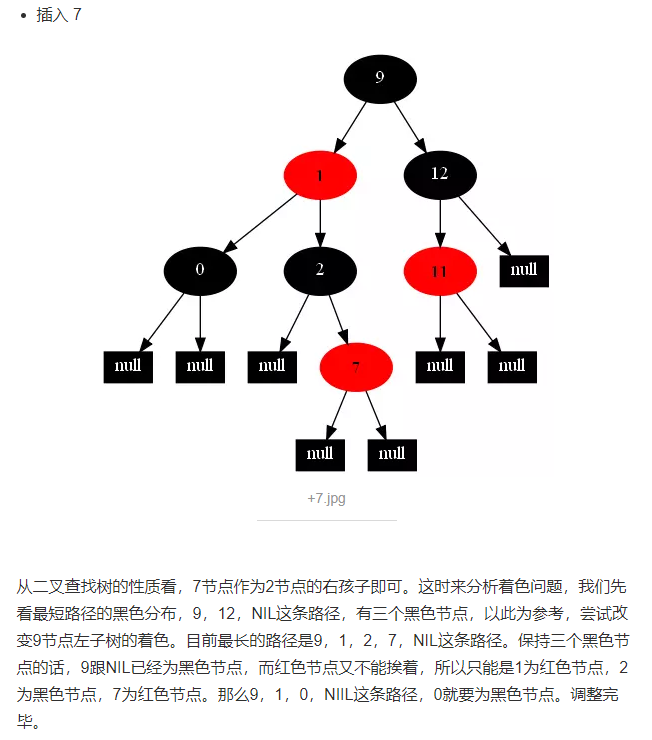 插入 7
9
1
12
0
2
11
null
null
null
null
7
null
null
null
null
+7.jpg
从二叉查找树的性质看，7节点作为2节点的右孩子即可。这时来分析着色问题，我们先
看最短路径的黑色分布，9，12，NIL这条路径，有三个黑色节点，以此为参考，尝试改
变9节点左子树的着色。目前最长的路径是9，1，2，7，NIL这条路径。保持三个黑色节
点的话，9跟NIL已经为黑色节点，而红色节点又不能挨着，所以只能是1为红色节点，2
为黑色节点，7为红色节点。那么9，1，0，NIIL这条路径，0就要为黑色节点。调整完
毕。